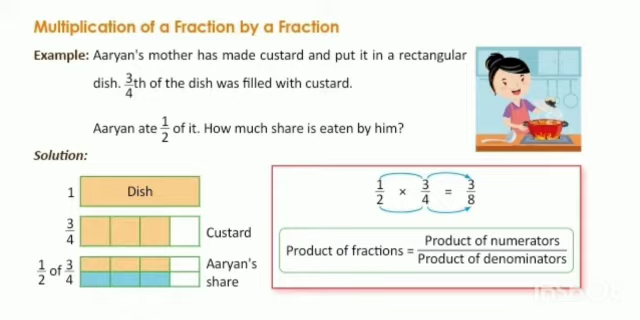 Multiplication of a Fraction by a Fraction
Example: Aaryan's mother has made custard and put it in a rectangular
dish. 3/4th of the dish was filled with custard.
Aaryan ate 1/2 of it. How much share is eaten by him?
Solution:
1 Dish
3/4 Custard
1/2 of 3/4 Aaryan's
share
1/2 × 3/4 = 3/8
Product of fractions = Product of numerators
Product of denominators